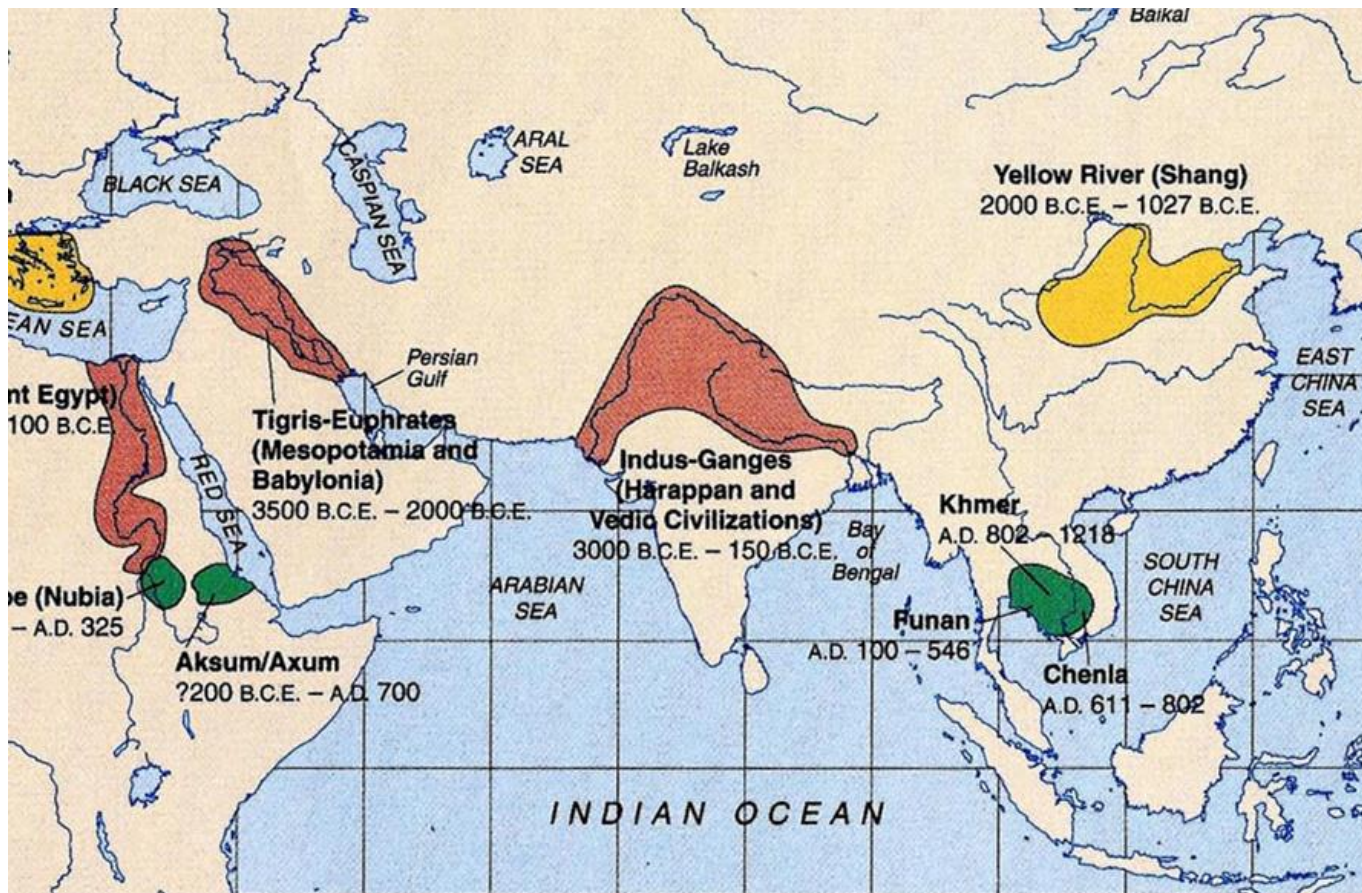 Baikal
ARAL
SEA
Lake
Balkash
CASPIAN SEA
BLACK SEA
Yellow River (Shang)
2000 B.C.E. – 1027 B.C.E.
EAN SEA
Persian
Gulf
EAST
CHINA
SEA
nt Egypt)
100 B.C.E.
Tigris-Euphrates
(Mesopotamia and
Babylonia)
3500 B.C.E. – 2000 B.C.E.
RED SEA
Indus-Ganges
(Harappan and
Vedic Civilizations)
3000 B.C.E. – 150 B.C.E.
Bay
of
Bengal
Khmer
A.D. 802 – 1218
ARABIAN
SEA
SOUTH
CHINA
SEA
oe (Nubia)
– A.D. 325
Funan
A.D. 100 – 546
Aksum/Axum
?200 B.C.E. – A.D. 700
Chenla
A.D. 611 – 802
INDIAN OCEAN